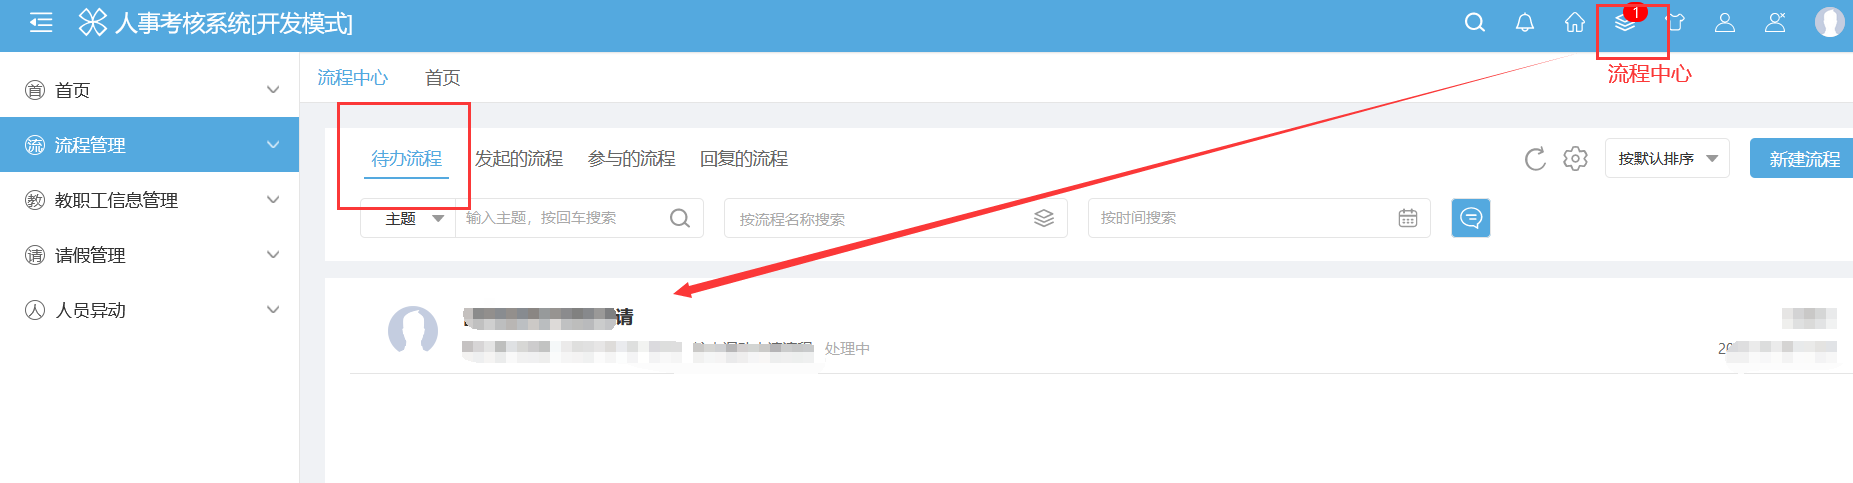 人事考核系统[开发模式]
1
流程中心
首 首页
流 流程管理
教 教职工信息管理
请 请假管理
人 人员异动
流程中心 首页
待办流程 发起的流程 参与的流程 回复的流程
按默认排序 新建流程
主题 输入主题，按回车搜索 按流程名称搜索 按时间搜索
请
处理中